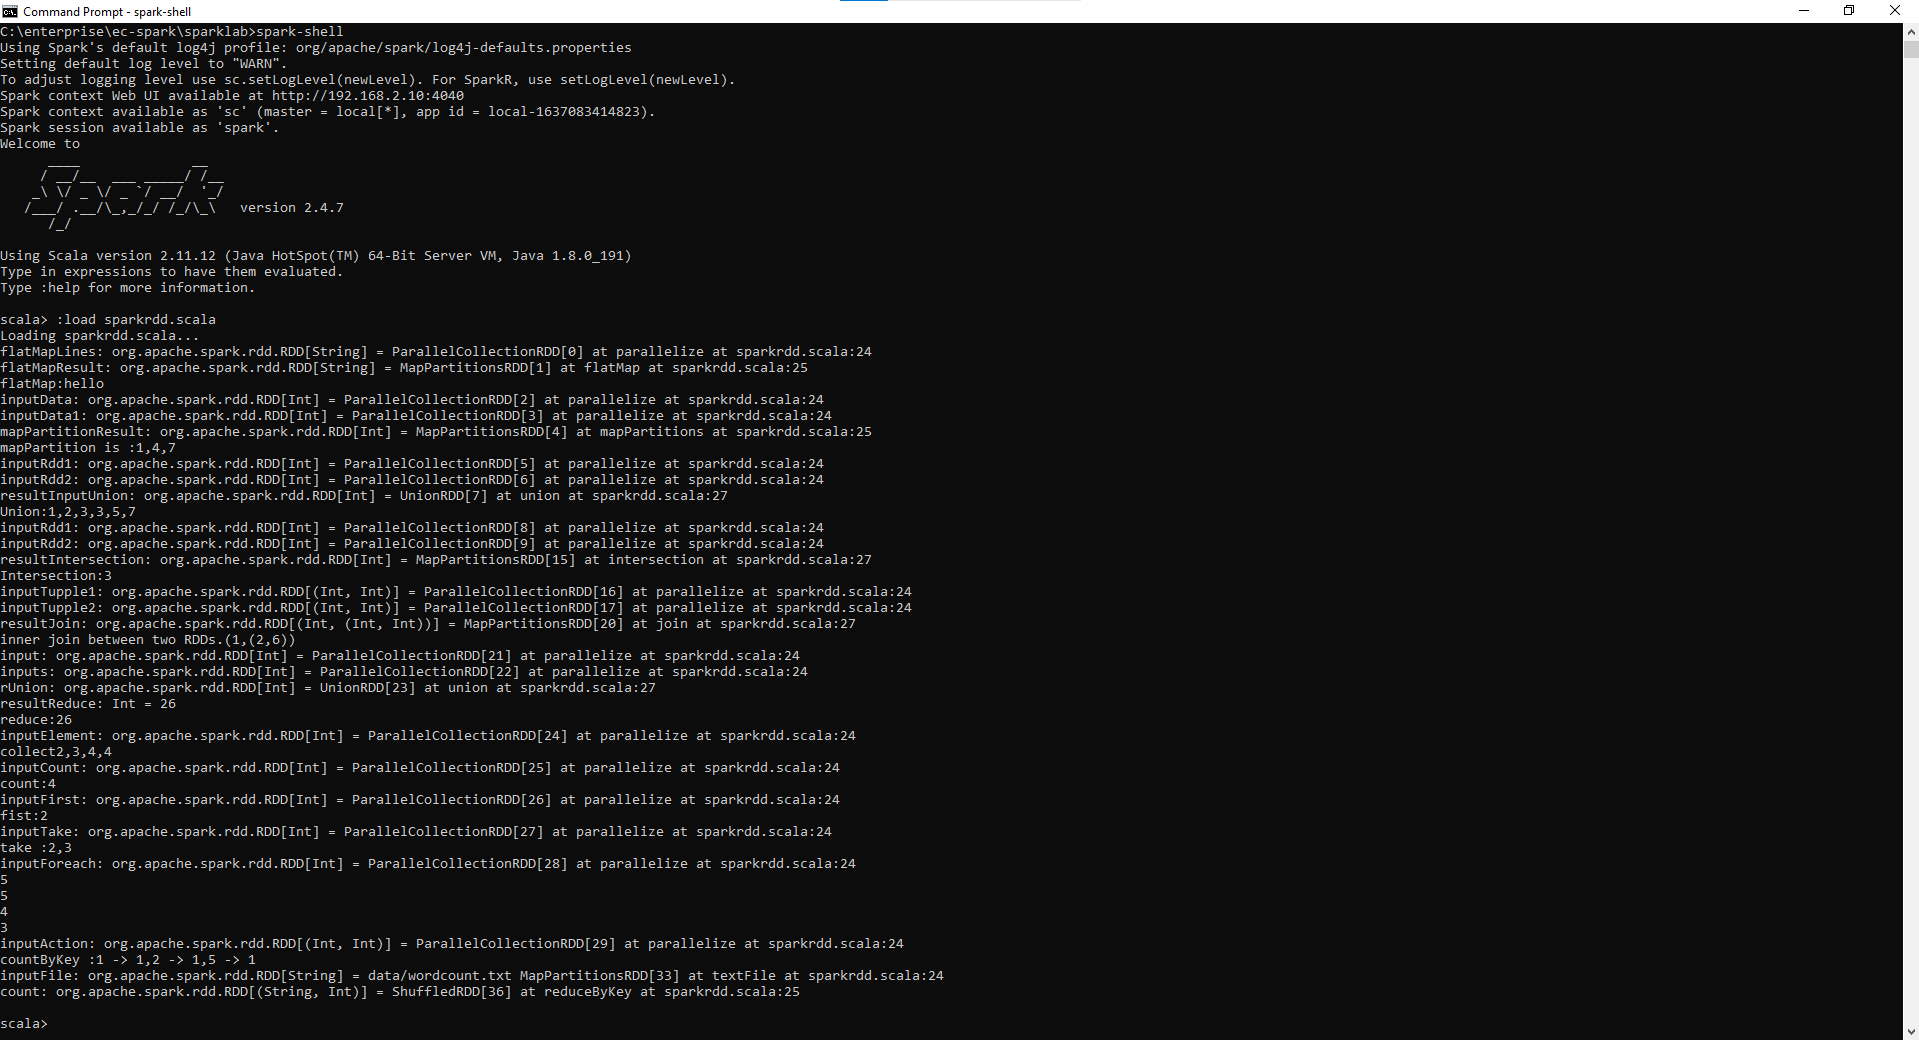 Command Prompt - spark-shell
C:\enterprise\ec-spark\sparklab>spark-shell
Using Spark's default log4j profile: org/apache/spark/log4j-defaults.properties
Setting default log level to "WARN".
To adjust logging level use sc.setLogLevel(newLevel). For SparkR, use setLogLevel(newLevel).
Spark context Web UI available at http://192.168.2.10:4040
Spark context available as 'sc' (master = local[*], app id = local-1637083414823).
Spark session available as 'spark'.
Welcome to
      ____              __
     / __/__  ___ _____/ /__
    _\ \/ _ \/ _ `/ __/  '_/
   /___/ .__/\_,_/_/ /_/\_\   version 2.4.7
      /_/
Using Scala version 2.11.12 (Java HotSpot(TM) 64-Bit Server VM, Java 1.8.0_191)
Type in expressions to have them evaluated.
Type :help for more information.
scala> :load sparkrdd.scala
Loading sparkrdd.scala...
flatMapLines: org.apache.spark.rdd.RDD[String] = ParallelCollectionRDD[0] at parallelize at sparkrdd.scala:24
flatMapResult: org.apache.spark.rdd.RDD[String] = MapPartitionsRDD[1] at flatMap at sparkrdd.scala:25
flatMap:hello
inputData: org.apache.spark.rdd.RDD[Int] = ParallelCollectionRDD[2] at parallelize at sparkrdd.scala:24
inputData1: org.apache.spark.rdd.RDD[Int] = ParallelCollectionRDD[3] at parallelize at sparkrdd.scala:24
mapPartitionResult: org.apache.spark.rdd.RDD[Int] = MapPartitionsRDD[4] at mapPartitions at sparkrdd.scala:25
mapPartition is :1,4,7
inputRdd1: org.apache.spark.rdd.RDD[Int] = ParallelCollectionRDD[5] at parallelize at sparkrdd.scala:24
inputRdd2: org.apache.spark.rdd.RDD[Int] = ParallelCollectionRDD[6] at parallelize at sparkrdd.scala:24
resultInputUnion: org.apache.spark.rdd.RDD[Int] = UnionRDD[7] at union at sparkrdd.scala:27
Union:1,2,3,3,5,7
inputRdd1: org.apache.spark.rdd.RDD[Int] = ParallelCollectionRDD[8] at parallelize at sparkrdd.scala:24
inputRdd2: org.apache.spark.rdd.RDD[Int] = ParallelCollectionRDD[9] at parallelize at sparkrdd.scala:24
resultIntersection: org.apache.spark.rdd.RDD[Int] = MapPartitionsRDD[15] at intersection at sparkrdd.scala:27
Intersection:3
inputTupple1: org.apache.spark.rdd.RDD[(Int, Int)] = ParallelCollectionRDD[16] at parallelize at sparkrdd.scala:24
inputTupple2: org.apache.spark.rdd.RDD[(Int, Int)] = ParallelCollectionRDD[17] at parallelize at sparkrdd.scala:24
resultJoin: org.apache.spark.rdd.RDD[(Int, (Int, Int))] = MapPartitionsRDD[20] at join at sparkrdd.scala:27
inner join between two RDDs.(1,(2,6))
input: org.apache.spark.rdd.RDD[Int] = ParallelCollectionRDD[21] at parallelize at sparkrdd.scala:24
inputs: org.apache.spark.rdd.RDD[Int] = ParallelCollectionRDD[22] at parallelize at sparkrdd.scala:24
rUnion: org.apache.spark.rdd.RDD[Int] = UnionRDD[23] at union at sparkrdd.scala:27
resultReduce: Int = 26
reduce:26
inputElement: org.apache.spark.rdd.RDD[Int] = ParallelCollectionRDD[24] at parallelize at sparkrdd.scala:24
collect2,3,4,4
inputCount: org.apache.spark.rdd.RDD[Int] = ParallelCollectionRDD[25] at parallelize at sparkrdd.scala:24
count:4
inputFirst: org.apache.spark.rdd.RDD[Int] = ParallelCollectionRDD[26] at parallelize at sparkrdd.scala:24
fist:2
inputTake: org.apache.spark.rdd.RDD[Int] = ParallelCollectionRDD[27] at parallelize at sparkrdd.scala:24
take :2,3
inputForeach: org.apache.spark.rdd.RDD[Int] = ParallelCollectionRDD[28] at parallelize at sparkrdd.scala:24
5
5
4
3
inputAction: org.apache.spark.rdd.RDD[(Int, Int)] = ParallelCollectionRDD[29] at parallelize at sparkrdd.scala:24
countByKey :1 -> 1,2 -> 1,5 -> 1
inputFile: org.apache.spark.rdd.RDD[String] = data/wordcount.txt MapPartitionsRDD[33] at textFile at sparkrdd.scala:24
count: org.apache.spark.rdd.RDD[(String, Int)] = ShuffledRDD[36] at reduceByKey at sparkrdd.scala:25
scala>